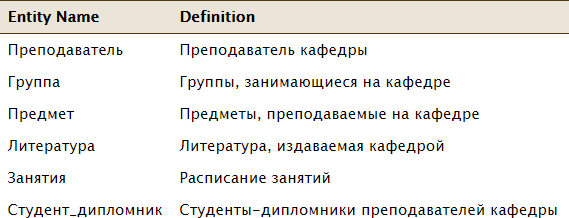 Entity Name Definition
Преподаватель Преподаватель кафедры
Группа Группы, занимающиеся на кафедре
Предмет Предметы, преподаваемые на кафедре
Литература Литература, издаваемая кафедрой
Занятия Расписание занятий
Студент_дипломник Студенты-дипломники преподавателей кафедры